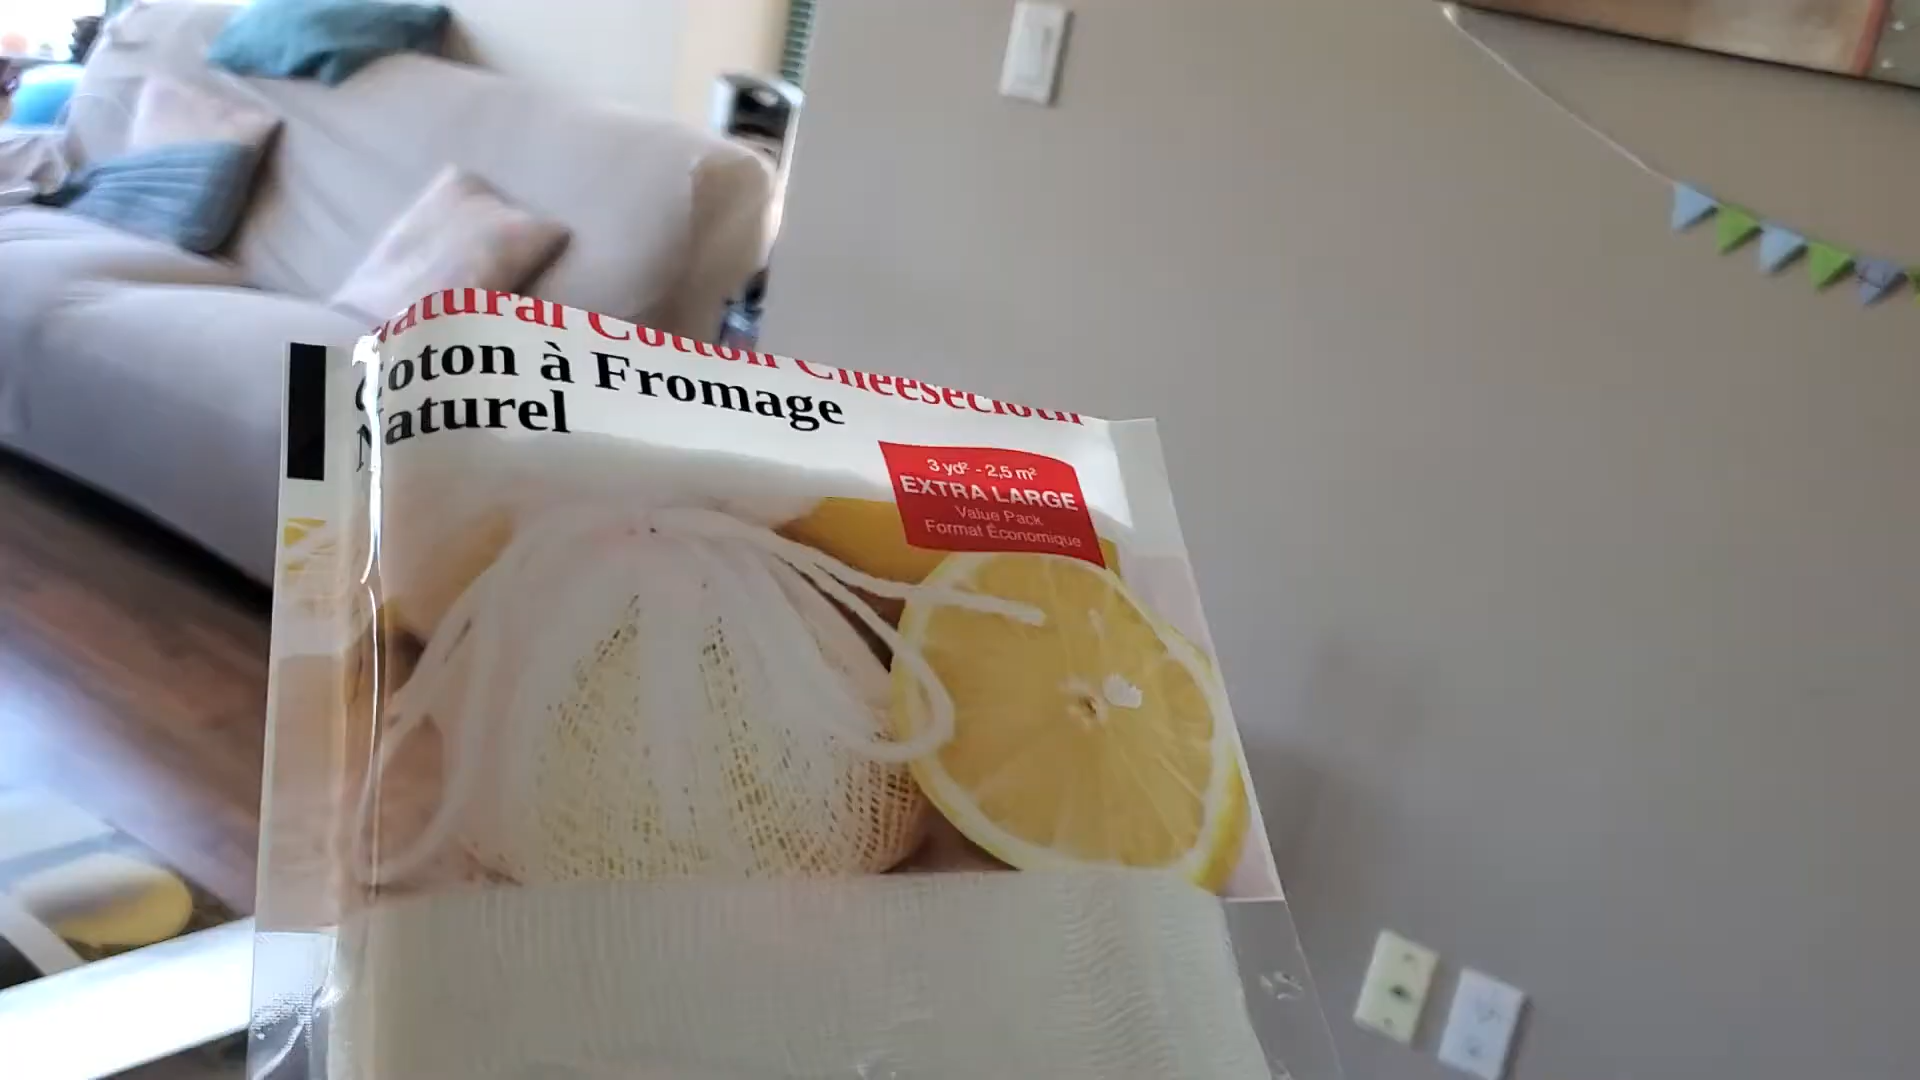 Natural Cotton Cheesecloth
Coton à Fromage
Naturel
3 yd² - 2,5 m²
EXTRA LARGE
Value Pack
Format Économique